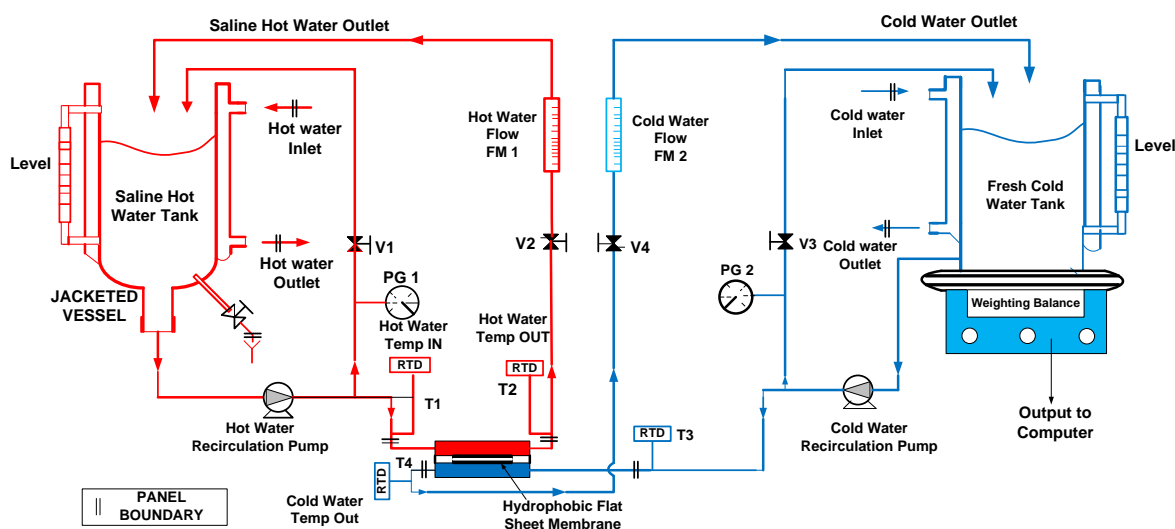 Saline Hot Water Outlet
Cold Water Outlet
Hot water
Inlet
Hot Water
Flow
FM 1
Cold Water
Flow
FM 2
Cold water
Inlet
Level
Level
Saline Hot
Water Tank
Fresh Cold
Water Tank
V1
V2
V4
V3
Hot water
Outlet
Cold water
Outlet
JACKETED
VESSEL
PG 1
PG 2
Weighting Balance
Hot Water
Temp IN
Hot Water
Temp OUT
RTD
T1
RTD
T2
RTD
T3
Hot Water
Recirculation Pump
Cold Water
Recirculation Pump
Output to
Computer
T4
RTD
Cold Water
Temp Out
Hydrophobic Flat
Sheet Membrane
PANEL
BOUNDARY